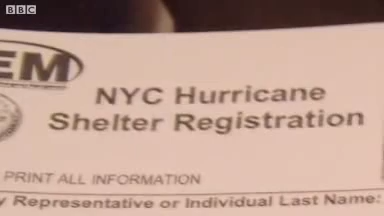 BBC
EM
NYC Hurricane
Shelter Registration
PRINT ALL INFORMATION
y Representative or Individual Last Name: